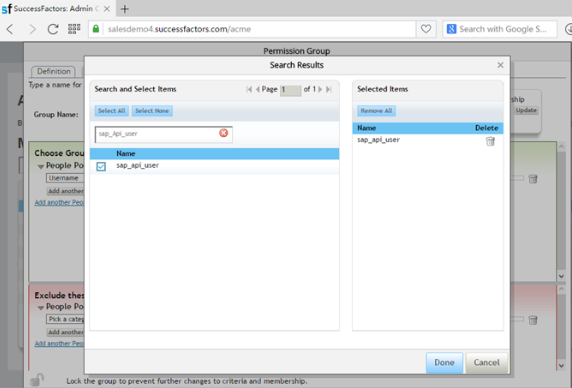 SuccessFactors: Admin C
salesdemo4.successfactors.com/acme
Search with Google S...
Permission Group
Definition
Type a name for
Group Name:
Update
Choose Grou
People Po
Username
Add another
Add another Peo
Exclude thes
People Po
Pick a categ
Add another
Add another Peo
Lock the group to prevent further changes to criteria and membership.
Search Results
Search and Select Items
Page 1 of 1
Select All Select None
sap_api_user
Name
sap_api_user
Selected Items
Remove All
Name Delete
sap_api_user
Done Cancel